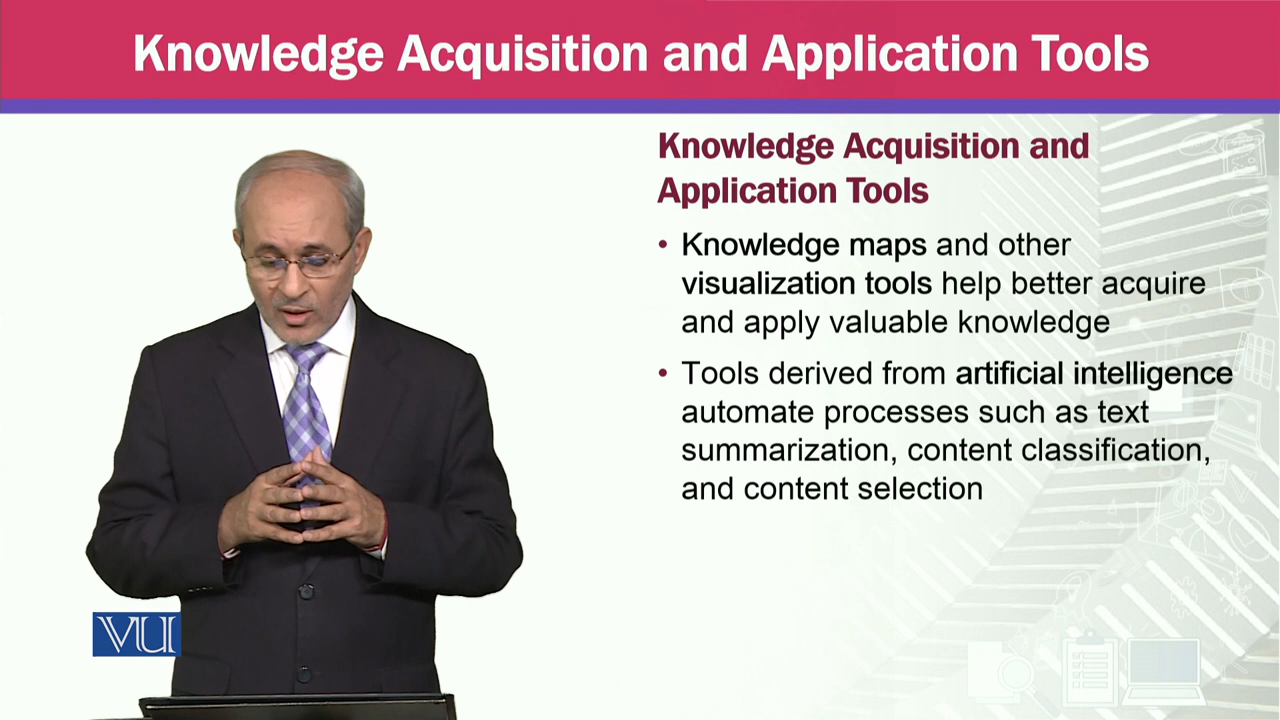 Knowledge Acquisition and Application Tools
Knowledge Acquisition and
Application Tools
• Knowledge maps and other
visualization tools help better acquire
and apply valuable knowledge
• Tools derived from artificial intelligence
automate processes such as text
summarization, content classification,
and content selection
VU